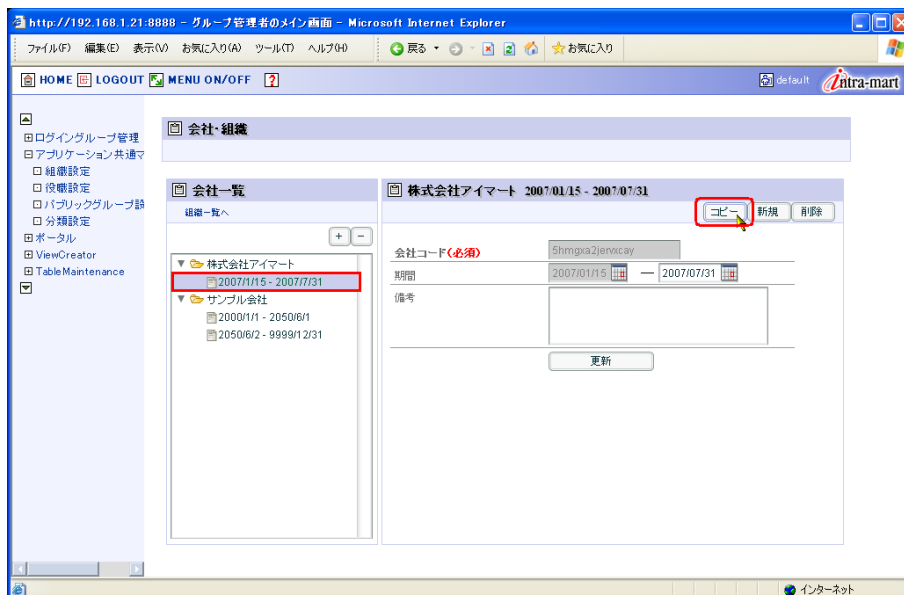 http://192.168.1.21:8888 - グループ管理者のメイン画面 - Microsoft Internet Explorer
ファイル(F) 編集(E) 表示(V) お気に入り(A) ツール(T) ヘルプ(H) 戻る お気に入り
HOME LOGOUT MENU ON/OFF ? default intra-mart
ログイングループ管理
アプリケーション共通マ
組織設定
役職設定
パブリックグループ設
分類設定
ポータル
ViewCreator
TableMaintenance
会社・組織
会社一覧
組織一覧へ
+ -
株式会社アイマート
2007/1/15 - 2007/7/31
サンプル会社
2000/1/1 - 2050/6/1
2050/6/2 - 9999/12/31
株式会社アイマート 2007/01/15 - 2007/07/31
コピー 新規 削除
会社コード(必須) 5hmgxa2jervxcay
期間 2007/01/15 — 2007/07/31
備考
更新
インターネット